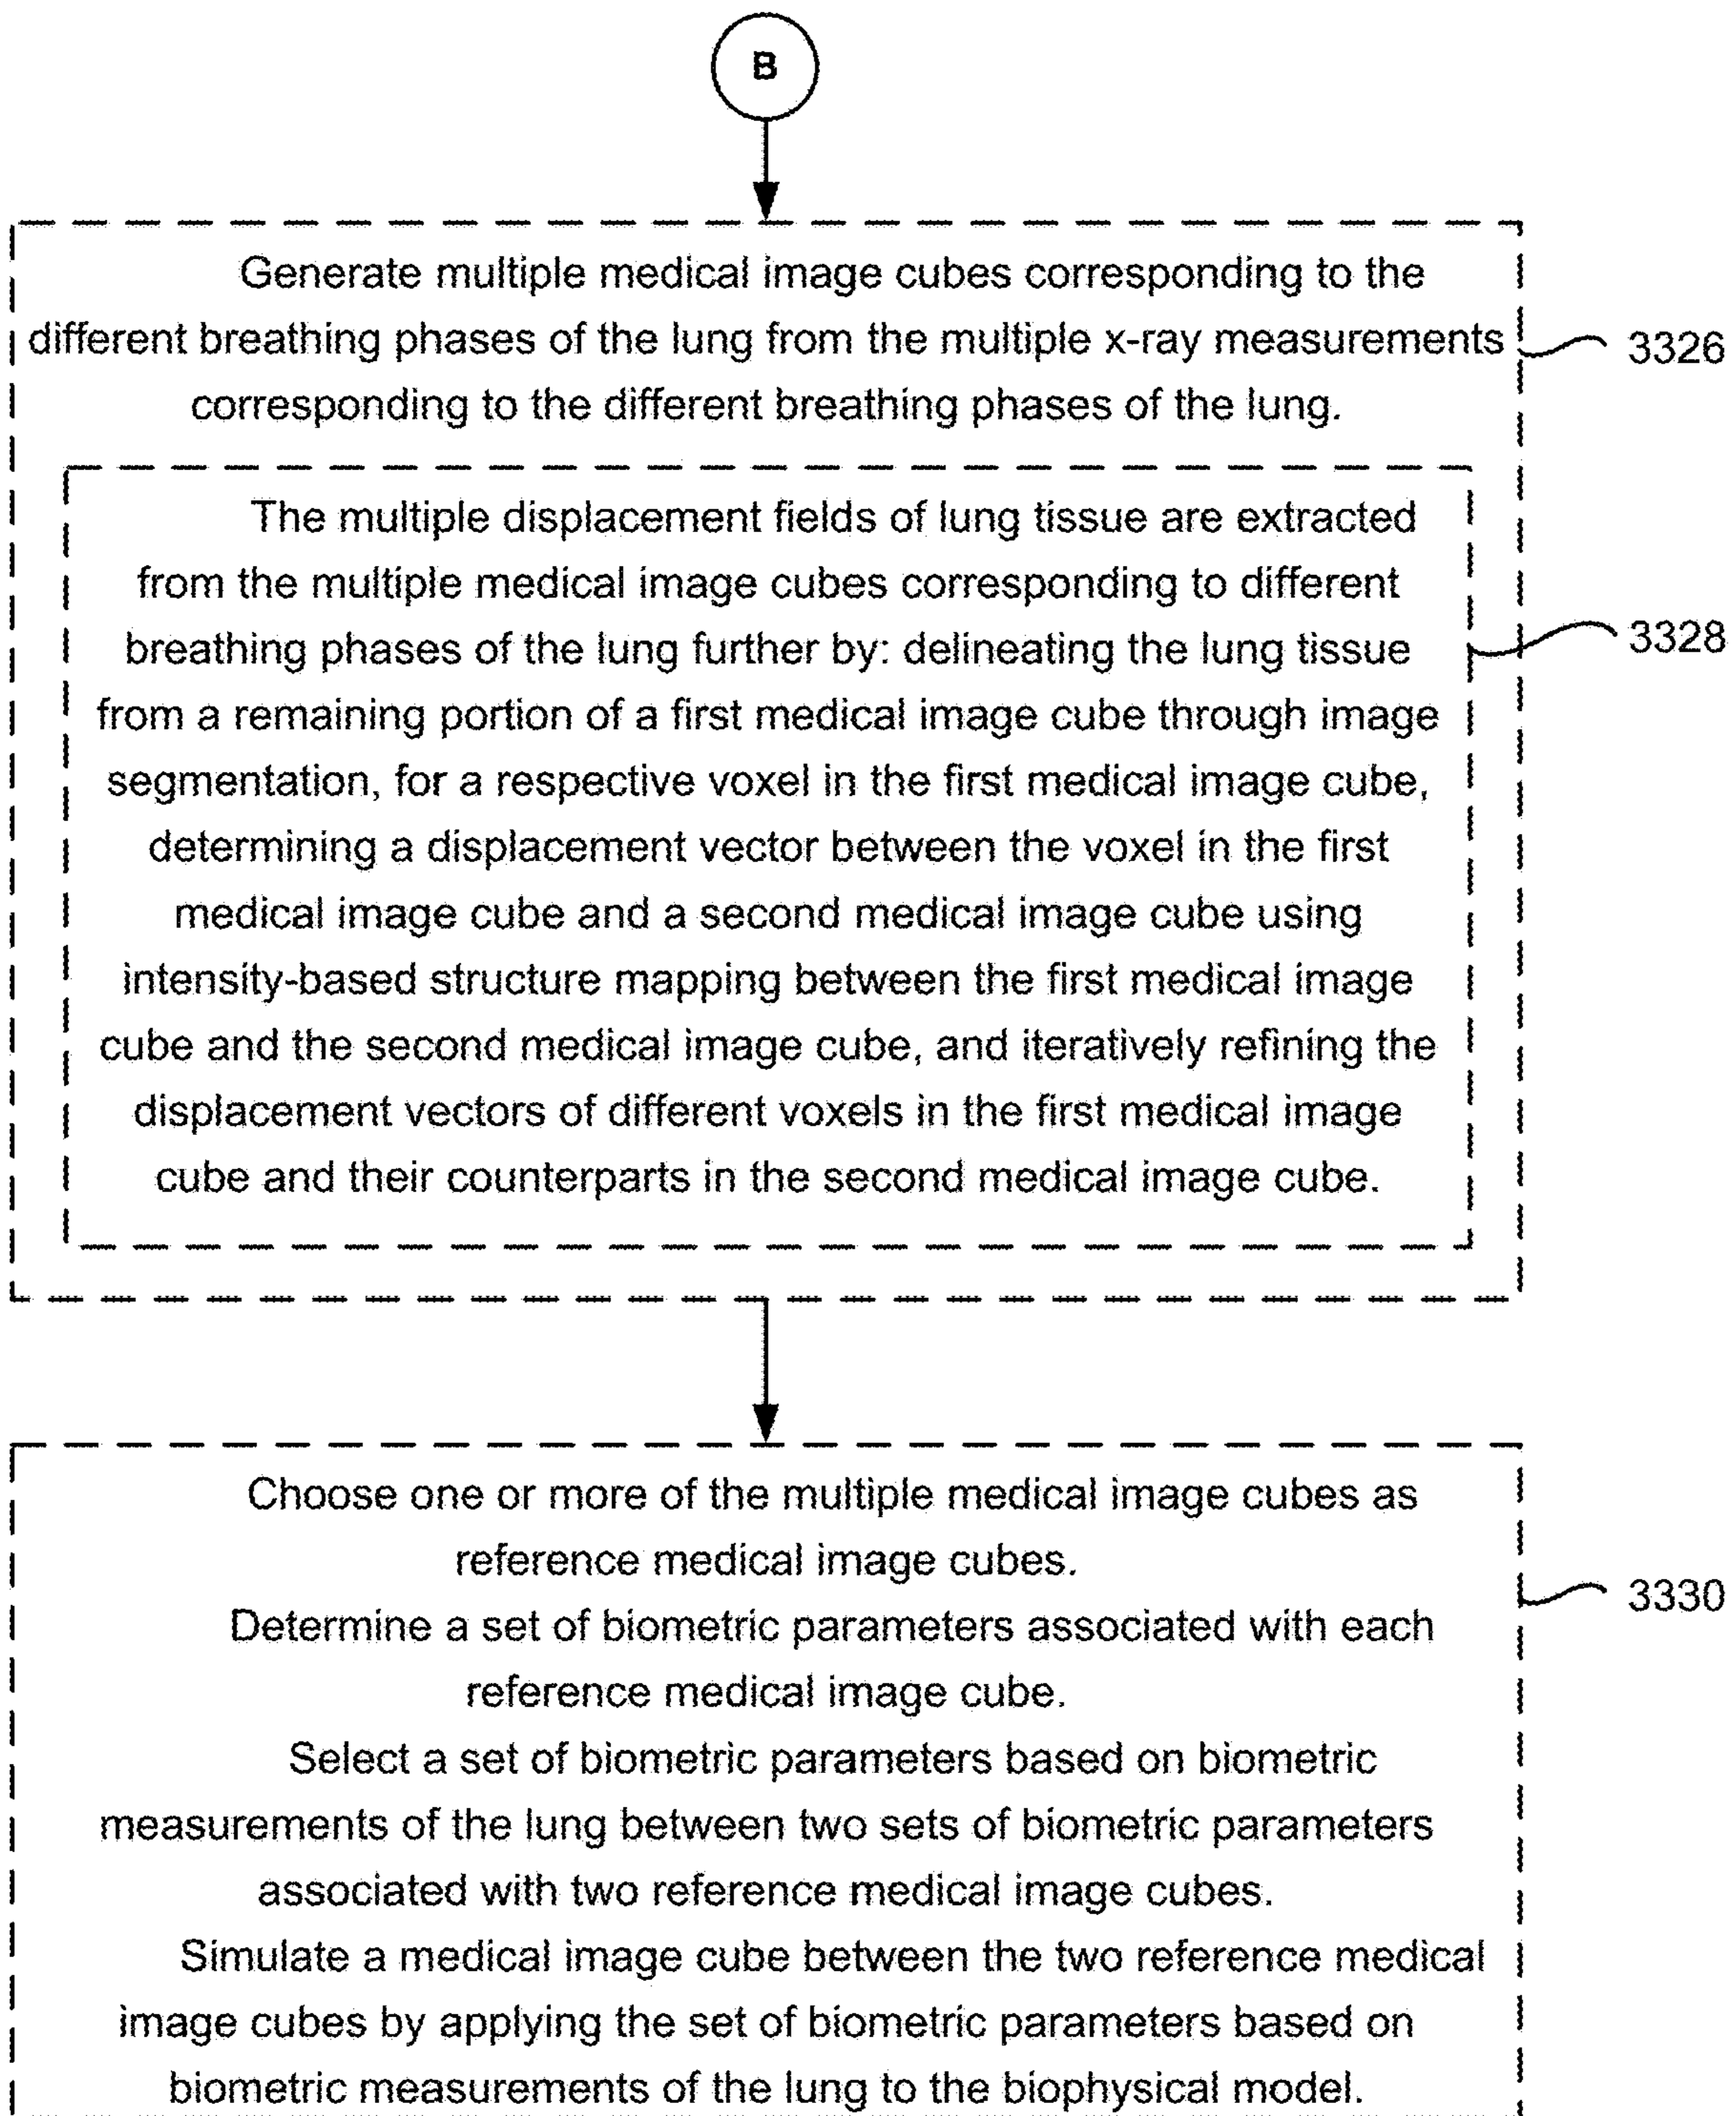 B
Generate multiple medical image cubes corresponding to the
different breathing phases of the lung from the multiple x-ray measurements
corresponding to the different breathing phases of the lung.
3326
The multiple displacement fields of lung tissue are extracted
from the multiple medical image cubes corresponding to different
breathing phases of the lung further by: delineating the lung tissue
from a remaining portion of a first medical image cube through image
segmentation, for a respective voxel in the first medical image cube,
determining a displacement vector between the voxel in the first
medical image cube and a second medical image cube using
intensity-based structure mapping between the first medical image
cube and the second medical image cube, and iteratively refining the
displacement vectors of different voxels in the first medical image
cube and their counterparts in the second medical image cube.
3328
Choose one or more of the multiple medical image cubes as
reference medical image cubes.
Determine a set of biometric parameters associated with each
reference medical image cube.
Select a set of biometric parameters based on biometric
measurements of the lung between two sets of biometric parameters
associated with two reference medical image cubes.
Simulate a medical image cube between the two reference medical
image cubes by applying the set of biometric parameters based on
biometric measurements of the lung to the biophysical model.
3330